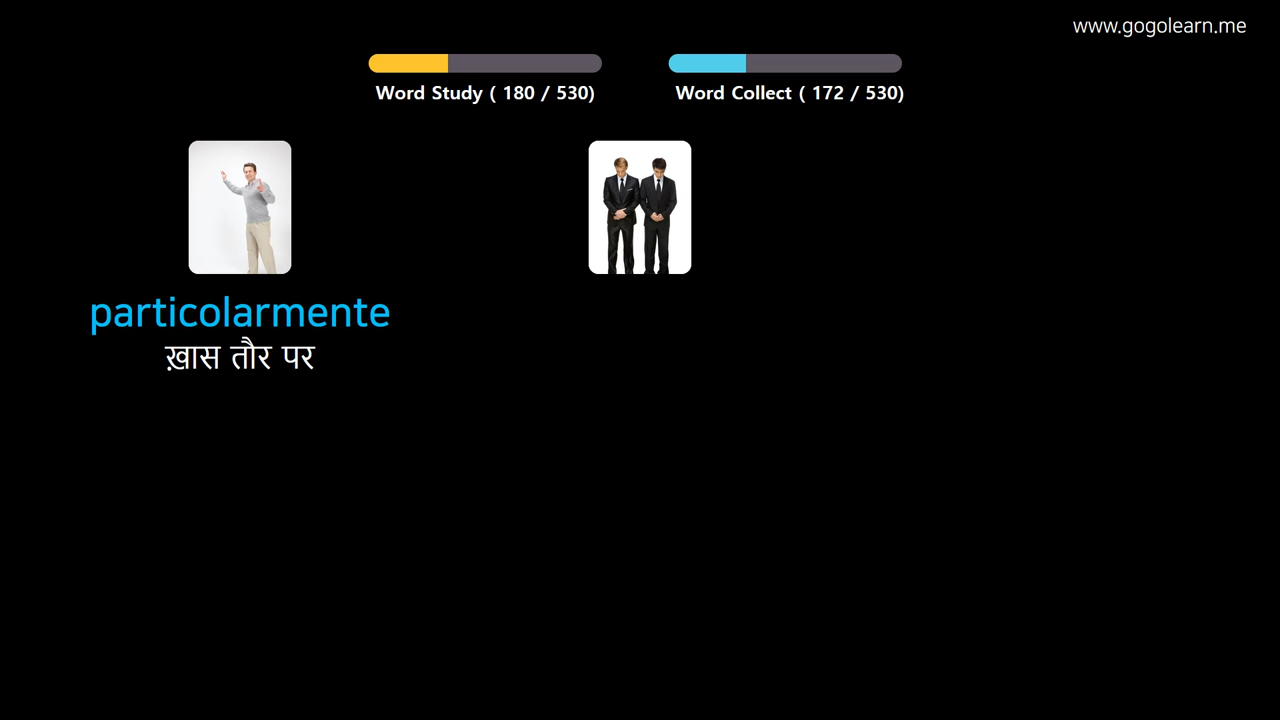 www.gogolearn.me
Word Study ( 180 / 530)
Word Collect ( 172 / 530)
particolarmente
ख़ास तौर पर